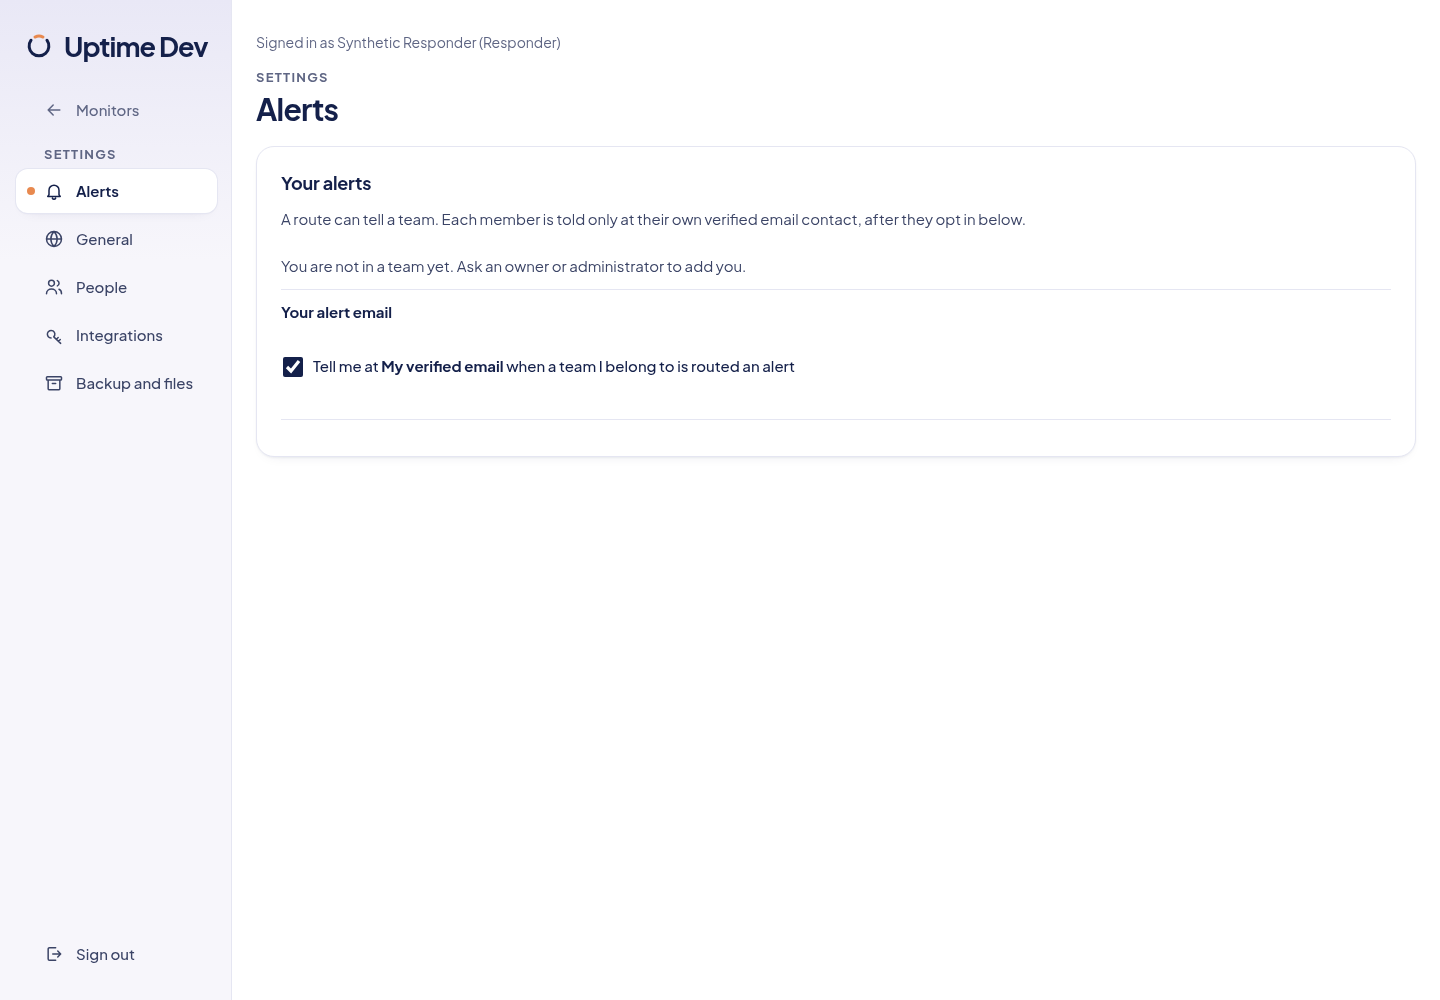 Uptime Dev
Monitors
SETTINGS
Alerts
General
People
Integrations
Backup and files
Sign out
Signed in as Synthetic Responder (Responder)
SETTINGS
Alerts
Your alerts
A route can tell a team. Each member is told only at their own verified email contact, after they opt in below.
You are not in a team yet. Ask an owner or administrator to add you.
Your alert email
Tell me at My verified email when a team I belong to is routed an alert